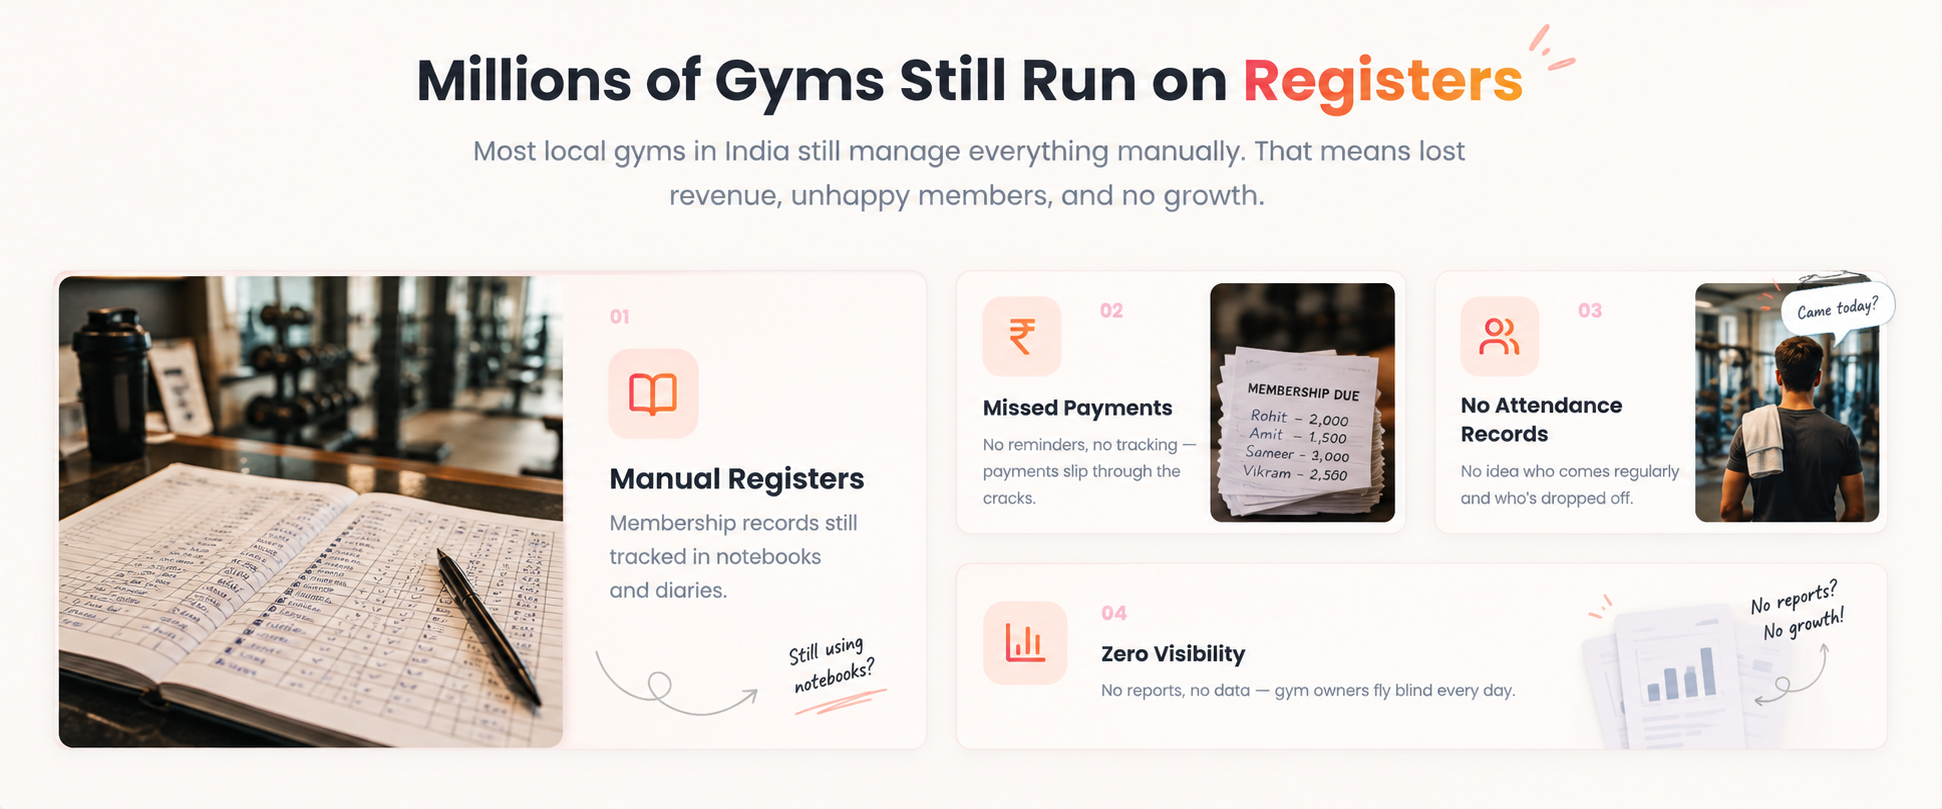 Millions of Gyms Still Run on Registers
Most local gyms in India still manage everything manually. That means lost
revenue, unhappy members, and no growth.
01
Manual Registers
Membership records still
tracked in notebooks
and diaries.
Still using
notebooks?
02
Missed Payments
No reminders, no tracking —
payments slip through the
cracks.
MEMBERSHIP DUE
Rohit – 2,000
Amit – 1,500
Sameer – 3,000
Vikram – 2,560
03
No Attendance
Records
No idea who comes regularly
and who's dropped off.
Came today?
04
Zero Visibility
No reports, no data — gym owners fly blind every day.
No reports?
No growth!